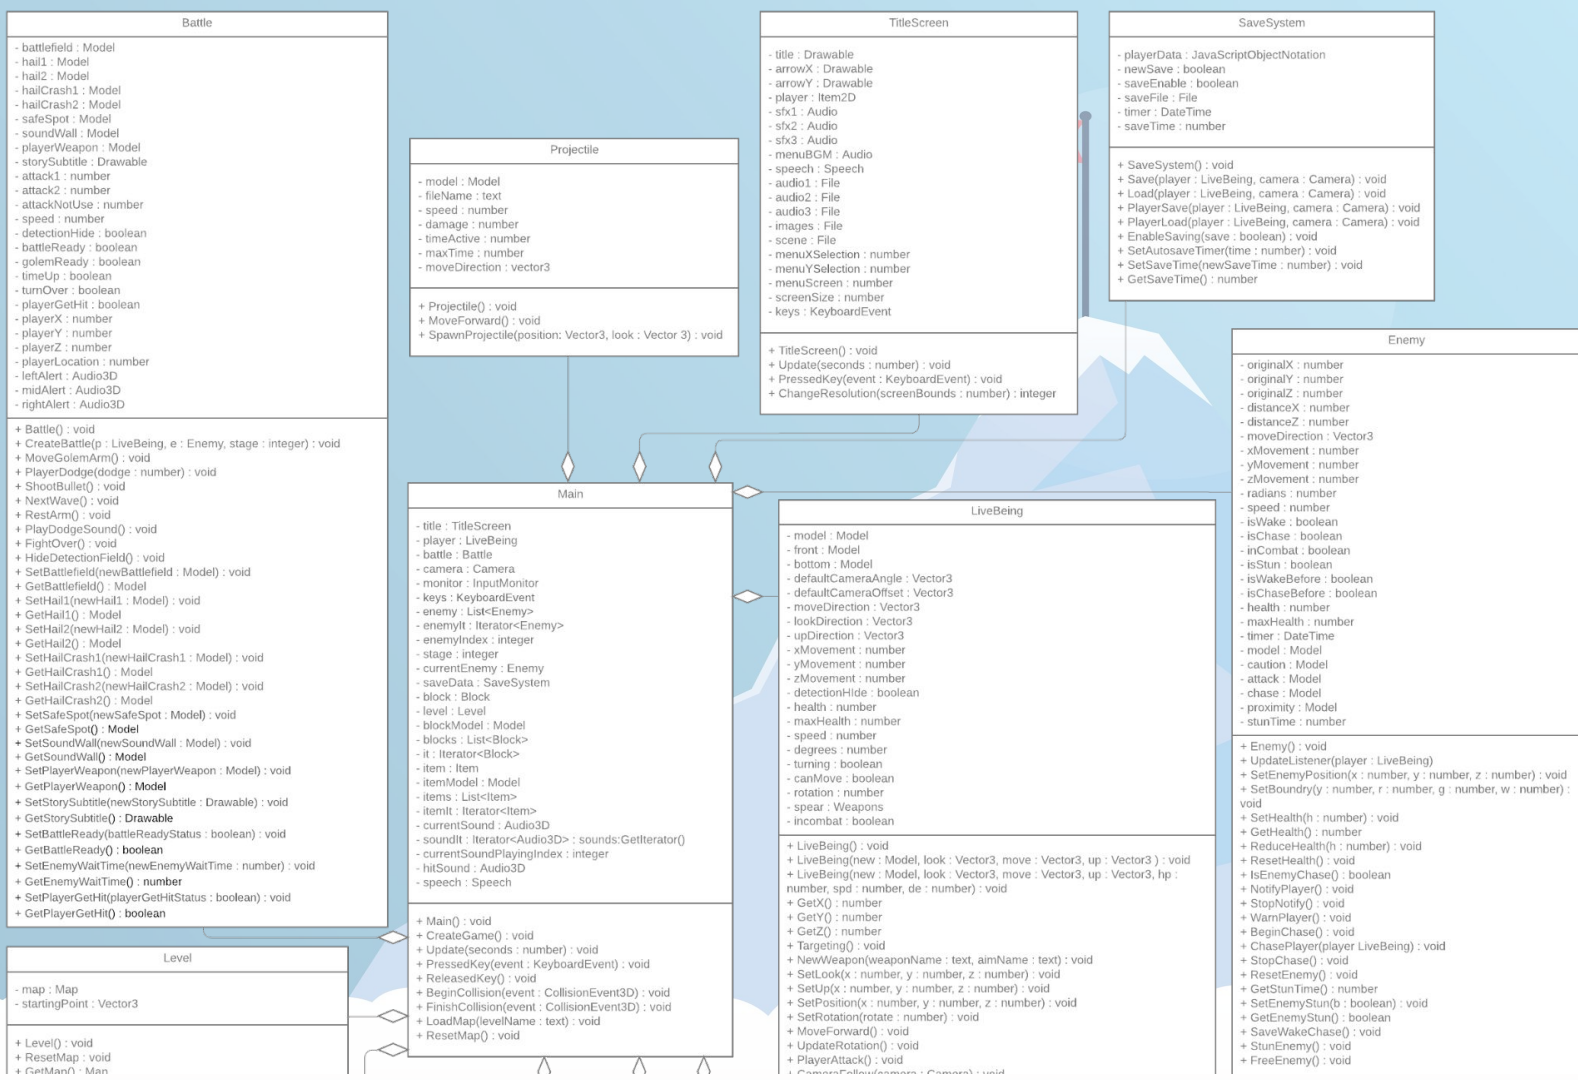 Battle
- battlefield : Model
- hail1 : Model
- hail2 : Model
- hailCrash1 : Model
- hailCrash2 : Model
- safeSpot : Model
- soundWall : Model
- playerWeapon : Model
- storySubtitle : Drawable
- attack1 : number
- attack2 : number
- attackNotUse : number
- speed : number
- detectionHide : boolean
- battleReady : boolean
- golemReady : boolean
- timeUp : boolean
- turnOver : boolean
- playerGetHit : boolean
- playerX : number
- playerY : number
- playerZ : number
- playerLocation : number
- leftAlert : Audio3D
- midAlert : Audio3D
- rightAlert : Audio3D
+ Battle() : void
+ CreateBattle(p : LiveBeing, e : Enemy, stage : integer) : void
+ MoveGolemArm() : void
+ PlayerDodge(dodge : number) : void
+ ShootBullet() : void
+ NextWave() : void
+ RestArm() : void
+ PlayDodgeSound() : void
+ FightOver() : void
+ HideDetectionField() : void
+ SetBattlefield(newBattlefield : Model) : void
+ GetBattlefield() : Model
+ SetHail1(newHail1 : Model) : void
+ GetHail1() : Model
+ SetHail2(newHail2 : Model) : void
+ GetHail2() : Model
+ SetHailCrash1(newHailCrash1 : Model) : void
+ GetHailCrash1() : Model
+ SetHailCrash2(newHailCrash2 : Model) : void
+ GetHailCrash2() : Model
+ SetSafeSpot(newSafeSpot : Model) : void
+ GetSafeSpot() : Model
+ SetSoundWall(newSoundWall : Model) : void
+ GetSoundWall() : Model
+ SetPlayerWeapon(newPlayerWeapon : Model) : void
+ GetPlayerWeapon() : Model
+ SetStorySubtitle(newStorySubtitle : Drawable) : void
+ GetStorySubtitle() : Drawable
+ SetBattleReady(battleReadyStatus : boolean) : void
+ GetBattleReady() : boolean
+ SetEnemyWaitTime(newEnemyWaitTime : number) : void
+ GetEnemyWaitTime() : number
+ SetPlayerGetHit(playerGetHitStatus : boolean) : void
+ GetPlayerGetHit() : boolean
Level
- map : Map
- startingPoint : Vector3
+ Level() : void
+ ResetMap : void
+ GetMap() : Map
Projectile
- model : Model
- fileName : text
- speed : number
- damage : number
- timeActive : number
- maxTime : number
- moveDirection : vector3
+ Projectile() : void
+ MoveForward() : void
+ SpawnProjectile(position: Vector3, look : Vector 3) : void
Main
- title : TitleScreen
- player : LiveBeing
- battle : Battle
- camera : Camera
- monitor : InputMonitor
- keys : KeyboardEvent
- enemy : List<Enemy>
- enemyIt : Iterator<Enemy>
- enemyIndex : integer
- stage : integer
- currentEnemy : Enemy
- saveData : SaveSystem
- block : Block
- level : Level
- blockModel : Model
- blocks : List<Block>
- it : Iterator<Block>
- item : Item
- itemModel : Model
- items : List<Item>
- itemIt : Iterator<Item>
- currentSound : Audio3D
- soundIt : Iterator<Audio3D> : sounds:GetIterator()
- currentSoundPlayingIndex : integer
- hitSound : Audio3D
- speech : Speech
+ Main() : void
+ CreateGame() : void
+ Update(seconds : number) : void
+ PressedKey(event : KeyboardEvent) : void
+ ReleasedKey() : void
+ BeginCollision(event : CollisionEvent3D) : void
+ FinishCollision(event : CollisionEvent3D) : void
+ LoadMap(levelName : text) : void
+ ResetMap() : void
TitleScreen
- title : Drawable
- arrowX : Drawable
- arrowY : Drawable
- player : Item2D
- sfx1 : Audio
- sfx2 : Audio
- sfx3 : Audio
- menuBGM : Audio
- speech : Speech
- audio1 : File
- audio2 : File
- audio3 : File
- images : File
- scene : File
- menuXSelection : number
- menuYSelection : number
- menuScreen : number
- screenSize : number
- keys : KeyboardEvent
+ TitleScreen() : void
+ Update(seconds : number) : void
+ PressedKey(event : KeyboardEvent) : void
+ ChangeResolution(screenBounds : number) : integer
LiveBeing
- model : Model
- front : Model
- bottom : Model
- defaultCameraAngle : Vector3
- defaultCameraOffset : Vector3
- moveDirection : Vector3
- lookDirection : Vector3
- upDirection : Vector3
- xMovement : number
- yMovement : number
- zMovement : number
- detectionHIde : boolean
- health : number
- maxHealth : number
- speed : number
- degrees : number
- turning : boolean
- canMove : boolean
- rotation : number
- spear : Weapons
- incombat : boolean
+ LiveBeing() : void
+ LiveBeing(new : Model, look : Vector3, move : Vector3, up : Vector3 ) : void
+ LiveBeing(new : Model, look : Vector3, move : Vector3, up : Vector3, hp :
number, spd : number, de : number) : void
+ GetX() : number
+ GetY() : number
+ GetZ() : number
+ Targeting() : void
+ NewWeapon(weaponName : text, aimName : text) : void
+ SetLook(x : number, y : number, z : number) : void
+ SetUp(x : number, y : number, z : number) : void
+ SetPosition(x : number, y : number, z : number) : void
+ SetRotation(rotate : number) : void
+ MoveForward() : void
+ UpdateRotation() : void
+ PlayerAttack() : void
+ CameraFollow(camera : Camera) : void
SaveSystem
- playerData : JavaScriptObjectNotation
- newSave : boolean
- saveEnable : boolean
- saveFile : File
- timer : DateTime
- saveTime : number
+ SaveSystem() : void
+ Save(player : LiveBeing, camera : Camera) : void
+ Load(player : LiveBeing, camera : Camera) : void
+ PlayerSave(player : LiveBeing, camera : Camera) : void
+ PlayerLoad(player : LiveBeing, camera : Camera) : void
+ EnableSaving(save : boolean) : void
+ SetAutosaveTimer(time : number) : void
+ SetSaveTime(newSaveTime : number) : void
+ GetSaveTime() : number
Enemy
- originalX : number
- originalY : number
- originalZ : number
- distanceX : number
- distanceZ : number
- moveDirection : Vector3
- xMovement : number
- yMovement : number
- zMovement : number
- radians : number
- speed : number
- isWake : boolean
- isChase : boolean
- inCombat : boolean
- isStun : boolean
- isWakeBefore : boolean
- isChaseBefore : boolean
- health : number
- maxHealth : number
- timer : DateTime
- model : Model
- caution : Model
- attack : Model
- chase : Model
- proximity : Model
- stunTime : number
+ Enemy() : void
+ UpdateListener(player : LiveBeing)
+ SetEnemyPosition(x : number, y : number, z : number) : void
+ SetBoundry(y : number, r : number, g : number, w : number) :
void
+ SetHealth(h : number) : void
+ GetHealth() : number
+ ReduceHealth(h : number) : void
+ ResetHealth() : void
+ IsEnemyChase() : boolean
+ NotifyPlayer() : void
+ StopNotify() : void
+ WarnPlayer() : void
+ BeginChase() : void
+ ChasePlayer(player LiveBeing) : void
+ StopChase() : void
+ ResetEnemy() : void
+ GetStunTime() : number
+ SetEnemyStun(b : boolean) : void
+ GetEnemyStun() : boolean
+ SaveWakeChase() : void
+ StunEnemy() : void
+ FreeEnemy() : void